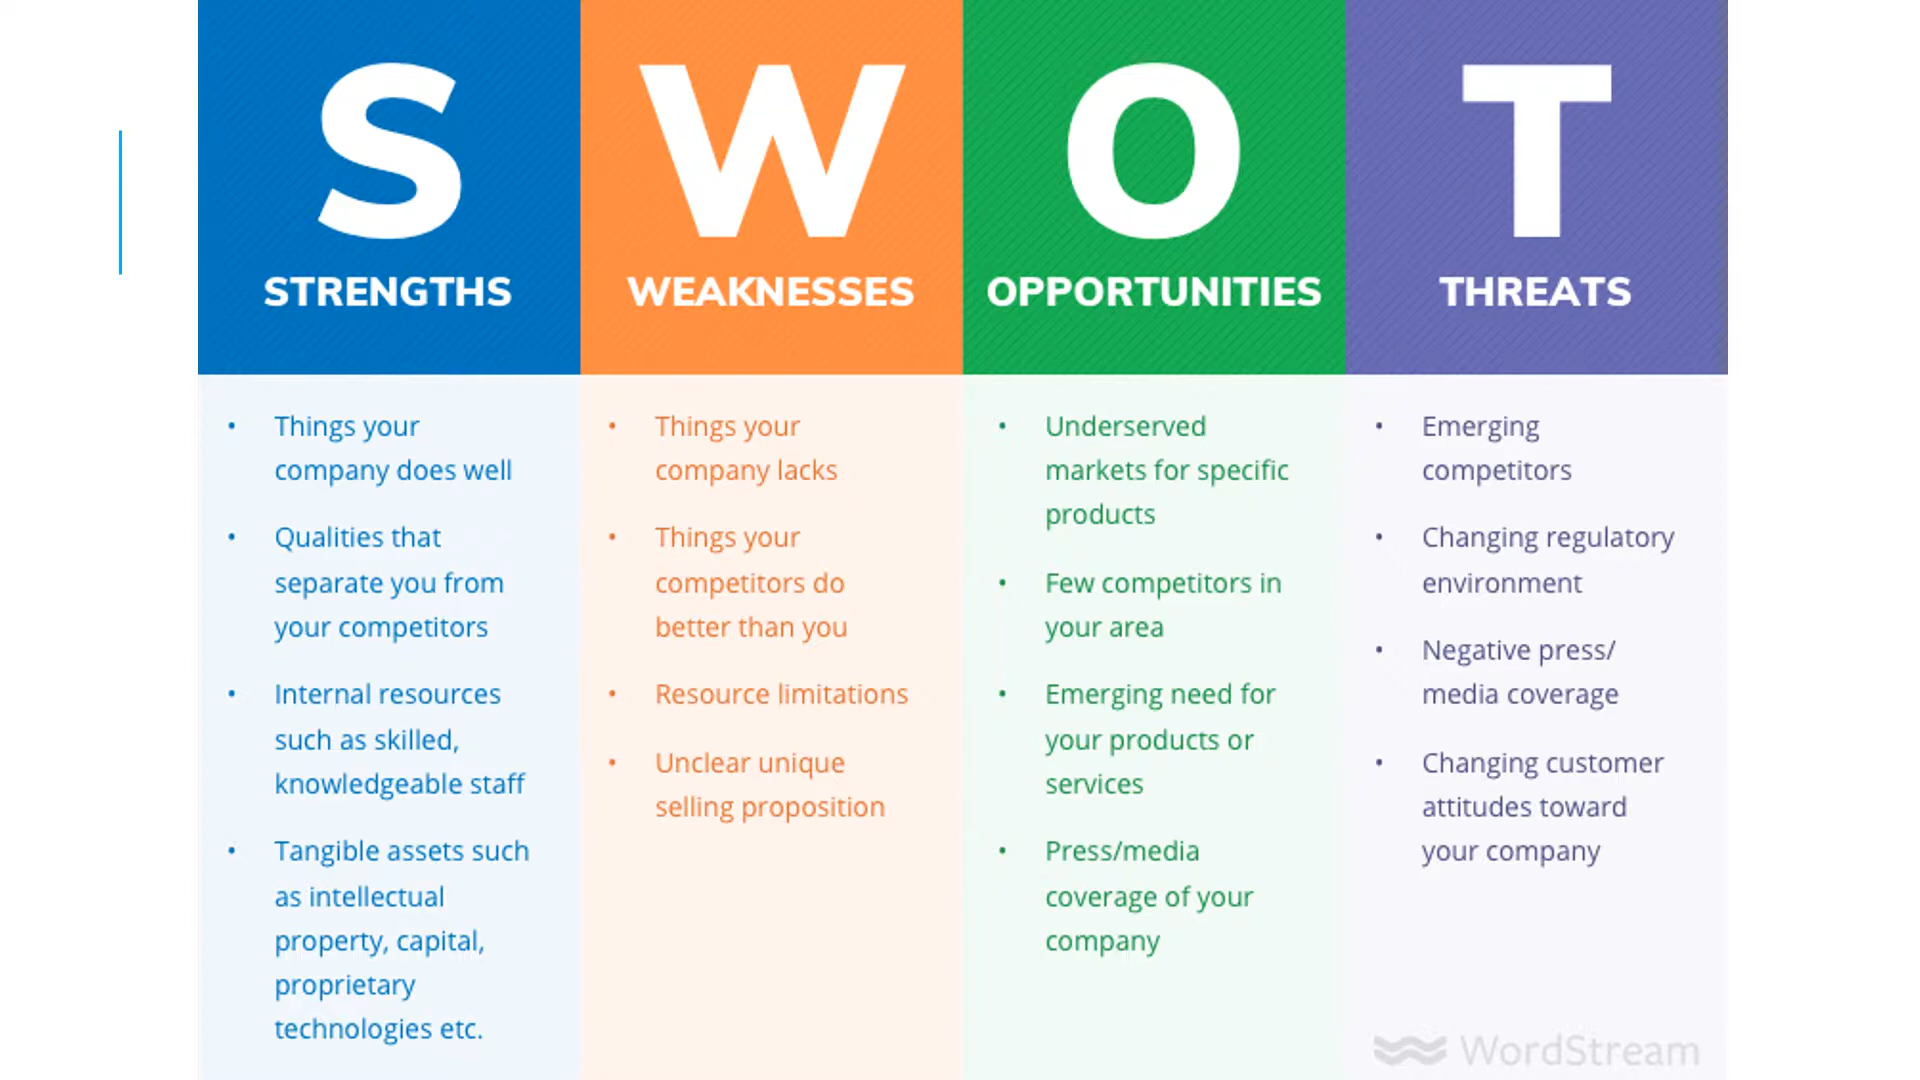 S
STRENGTHS
• Things your
company does well
• Qualities that
separate you from
your competitors
• Internal resources
such as skilled,
knowledgeable staff
• Tangible assets such
as intellectual
property, capital,
proprietary
technologies etc.
W
WEAKNESSES
• Things your
company lacks
• Things your
competitors do
better than you
• Resource limitations
• Unclear unique
selling proposition
O
OPPORTUNITIES
• Underserved
markets for specific
products
• Few competitors in
your area
• Emerging need for
your products or
services
• Press/media
coverage of your
company
T
THREATS
• Emerging
competitors
• Changing regulatory
environment
• Negative press/
media coverage
• Changing customer
attitudes toward
your company
WordStream